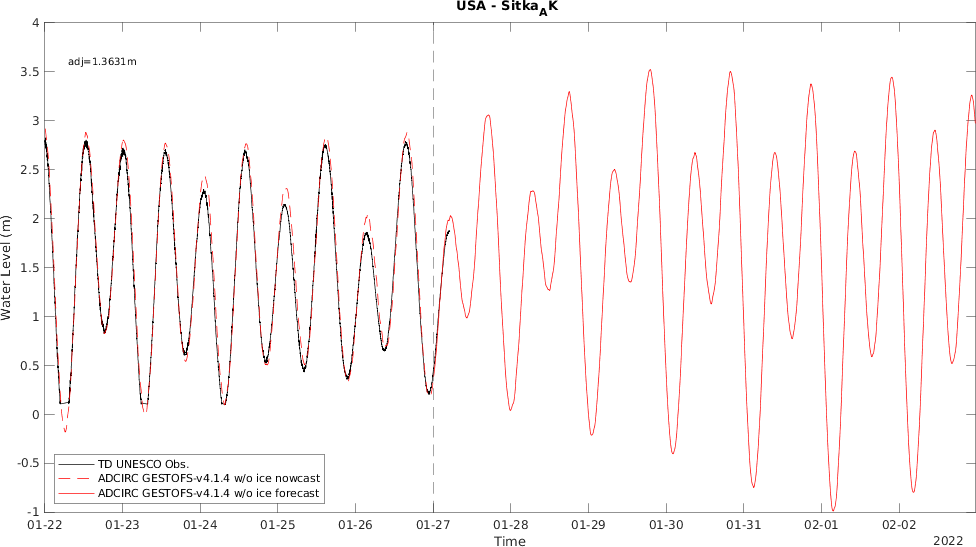 USA - Sitka_AK
4
adj=1.3631m
3.5
3
2.5
2
1.5
1
0.5
0
-0.5
-1
Water Level (m)
TD UNESCO Obs.
ADCIRC GESTOFS-v4.1.4 w/o ice nowcast
ADCIRC GESTOFS-v4.1.4 w/o ice forecast
01-22 01-23 01-24 01-25 01-26 01-27 01-28 01-29 01-30 01-31 02-01 02-02
Time
2022